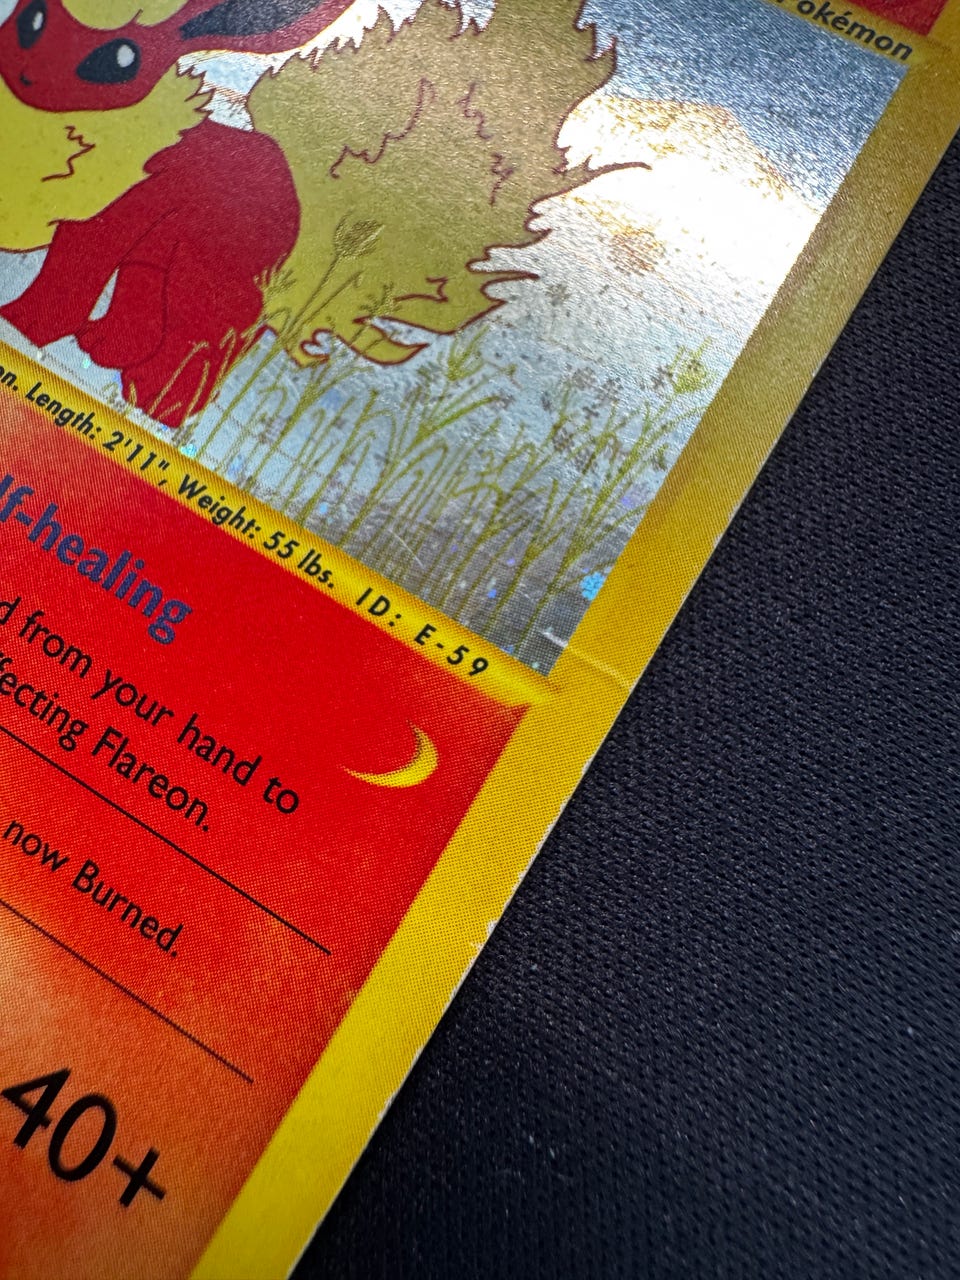 okémon
on. Length: 2'11", Weight: 55 lbs. ID: E-59
lf-healing
d from your hand to
fecting Flareon.
now Burned.
40+